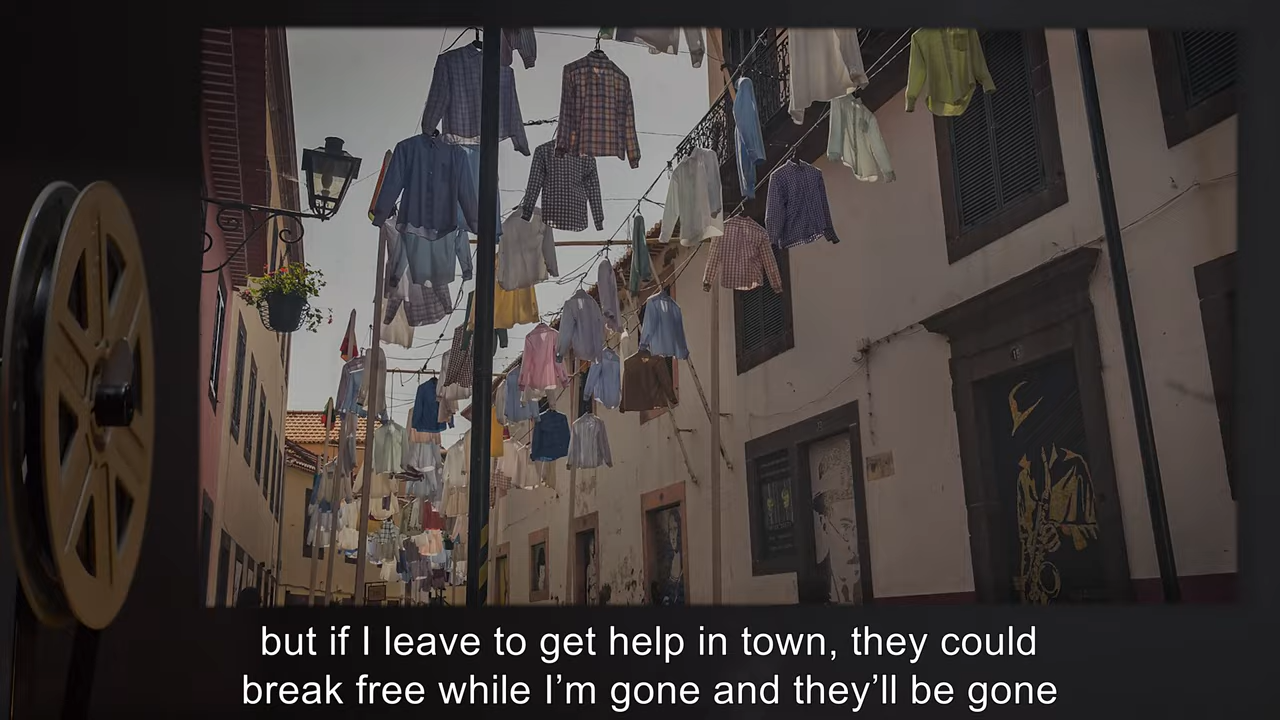 but if I leave to get help in town, they could
break free while I’m gone and they’ll be gone